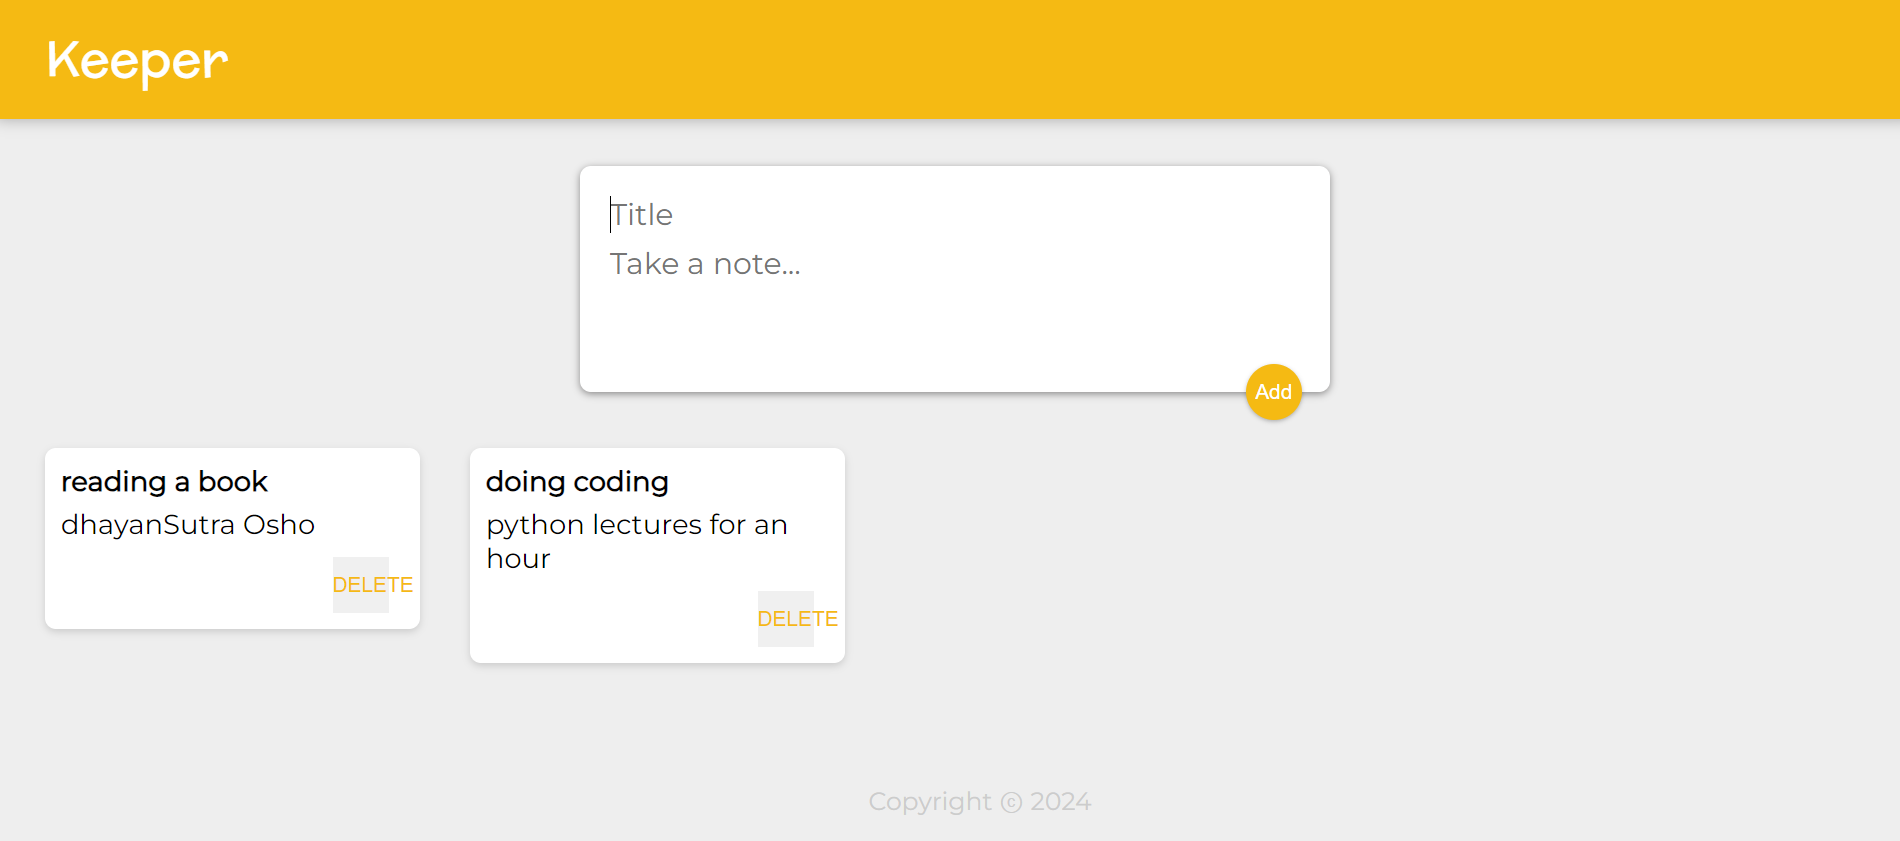 Keeper
Title
Take a note...
Add
reading a book
dhayanSutra Osho
DELETE
doing coding
python lectures for an
hour
DELETE
Copyright ⓒ 2024